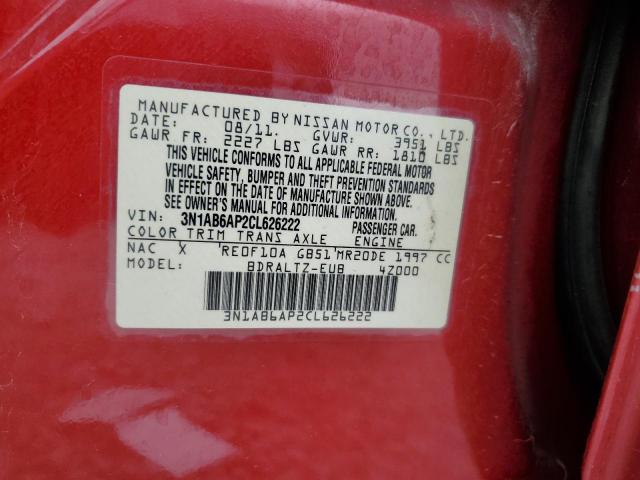 MANUFACTURED BY NISSAN MOTOR CO., LTD.
DATE: 08/11. GVWR: 3951 LBS
GAWR FR: 2227 LBS GAWR RR: 1810 LBS
THIS VEHICLE CONFORMS TO ALL APPLICABLE FEDERAL MOTOR
VEHICLE SAFETY, BUMPER AND THEFT PREVENTION STANDARDS
IN EFFECT ON THE DATE OF MANUFACTURE SHOWN ABOVE.
SEE OWNER'S MANUAL FOR ADDITIONAL INFORMATION.
VIN: 3N1AB6AP2CL626222 PASSENGER CAR.
COLOR TRIM TRANS AXLE ENGINE
NAC X RE0F10A GB51 MR20DE 1997 CC
MODEL: BDRALTZ-EUB 4Z000
3N1AB6AP2CL626222